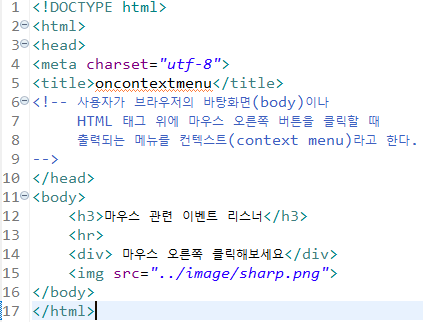 1 <!DOCTYPE html>
2 <html>
3 <head>
4 <meta charset="utf-8">
5 <title>oncontextmenu</title>
6 <!-- 사용자가 브라우저의 바탕화면(body)이나
7 HTML 태그 위에 마우스 오른쪽 버튼을 클릭할 때
8 출력되는 메뉴를 컨텍스트(context menu)라고 한다.
9 -->
10 </head>
11 <body>
12 <h3>마우스 관련 이벤트 리스너</h3>
13 <hr>
14 <div> 마우스 오른쪽 클릭해보세요</div>
15 <img src="../image/sharp.png">
16 </body>
17 </html>